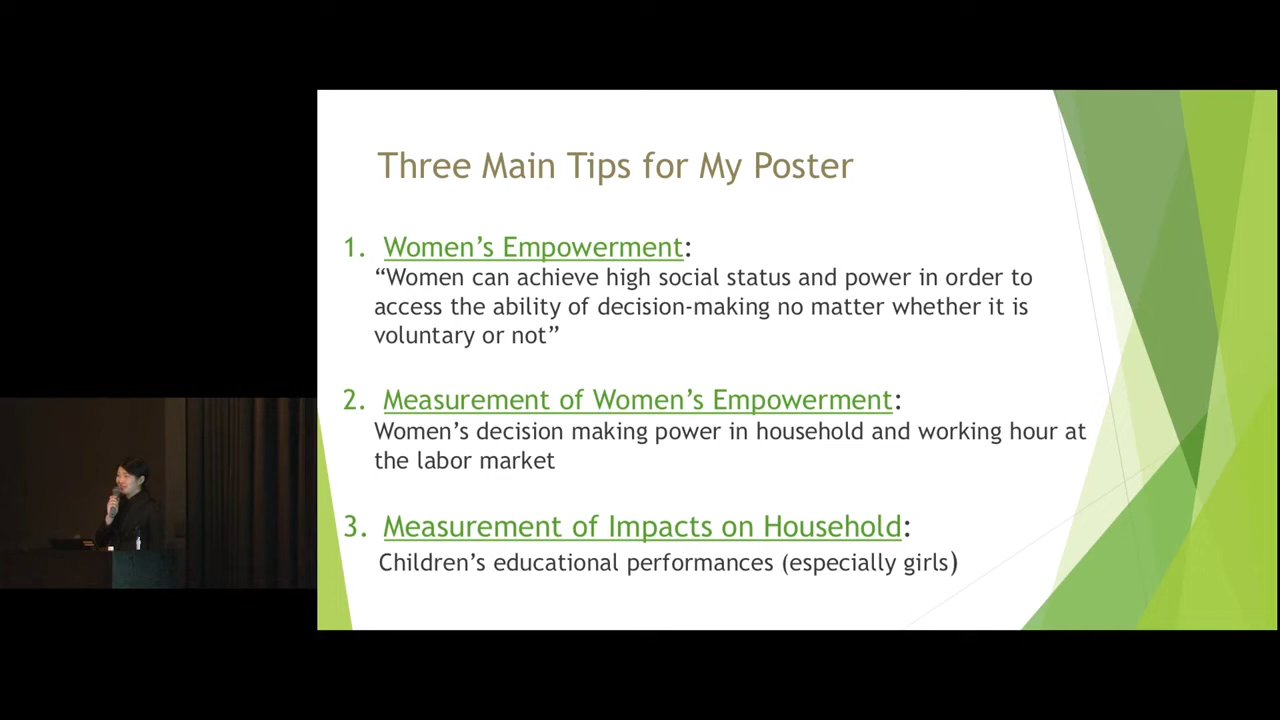 Three Main Tips for My Poster
1. Women’s Empowerment:
“Women can achieve high social status and power in order to
access the ability of decision-making no matter whether it is
voluntary or not”
2. Measurement of Women’s Empowerment:
Women’s decision making power in household and working hour at
the labor market
3. Measurement of Impacts on Household:
Children’s educational performances (especially girls)